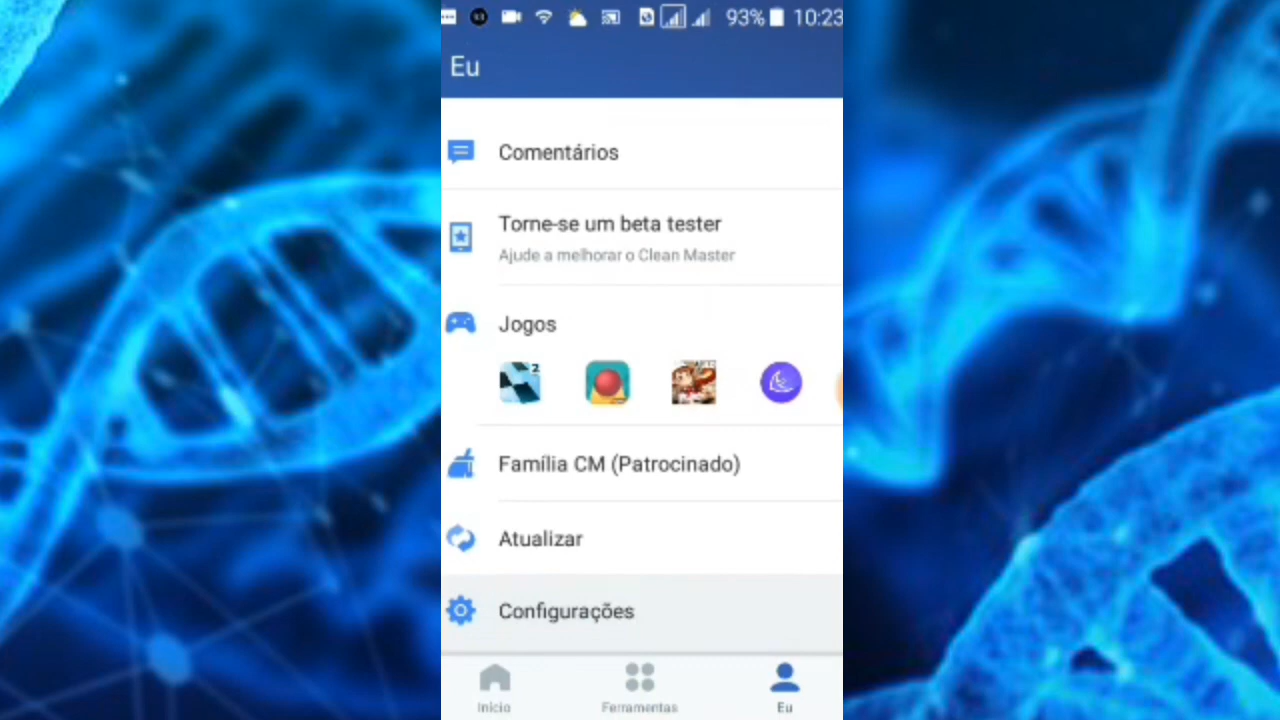 93% 10:23
Eu
Comentários
Torne-se um beta tester
Ajude a melhorar o Clean Master
Jogos
2
Família CM (Patrocinado)
Atualizar
Configurações
Início Ferramentas Eu